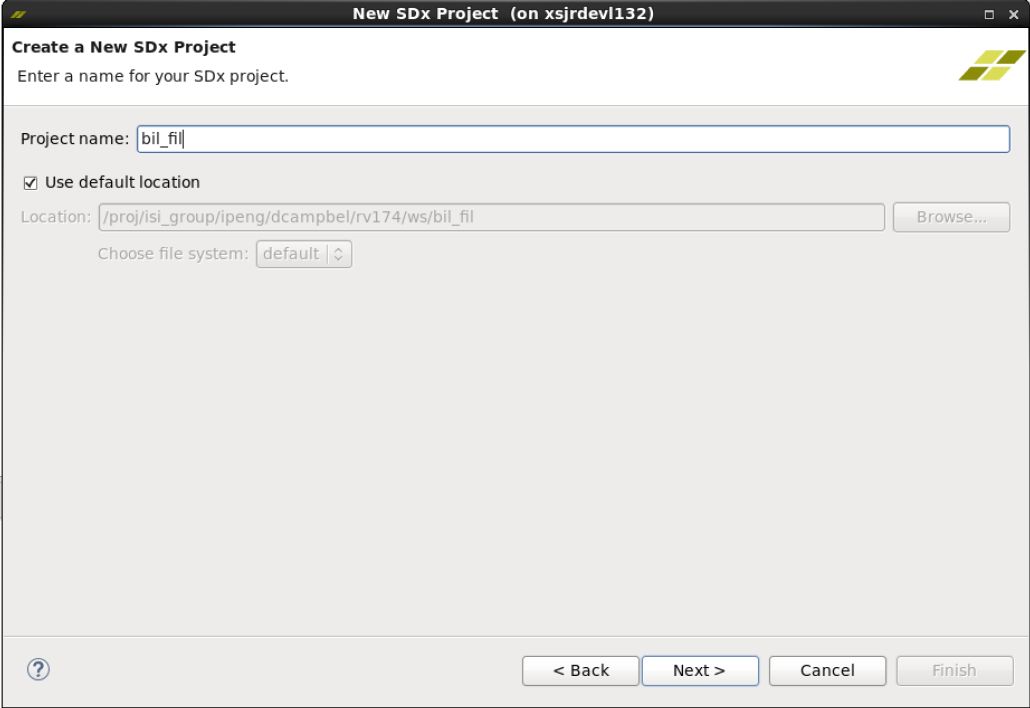 New SDx Project (on xsjrdevl132)
Create a New SDx Project
Enter a name for your SDx project.
Project name: bil_fil
Use default location
Location: /proj/isi_group/ipeng/dcampbel/rv174/ws/bil_fil Browse...
Choose file system: default
? < Back Next > Cancel Finish